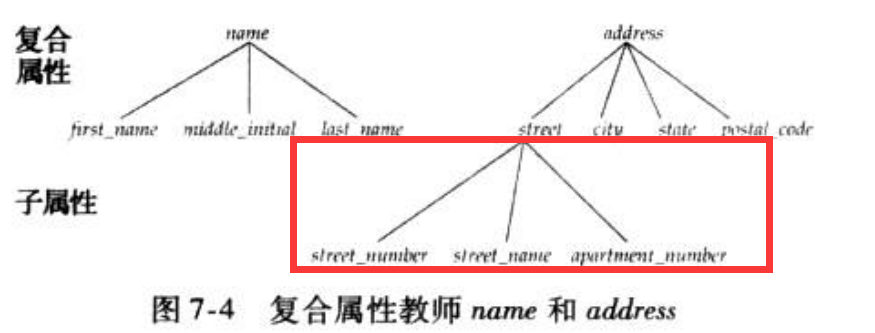 复合
属性
name address
first_name middle_initial last_name street city state postal_code
子属性
street_number street_name apartment_number
图 7-4 复合属性教师 name 和 address